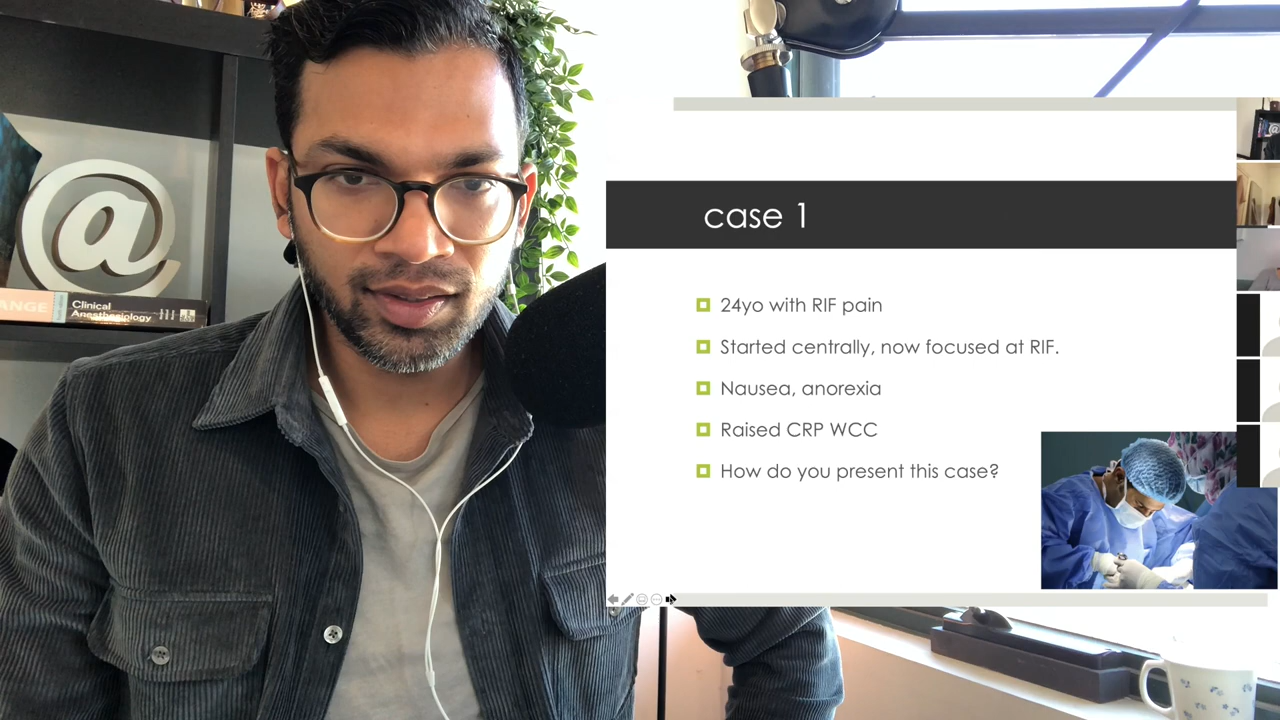 @
ANGE
Clinical
Anesthesiology
case 1
24yo with RIF pain
Started centrally, now focused at RIF.
Nausea, anorexia
Raised CRP WCC
How do you present this case?